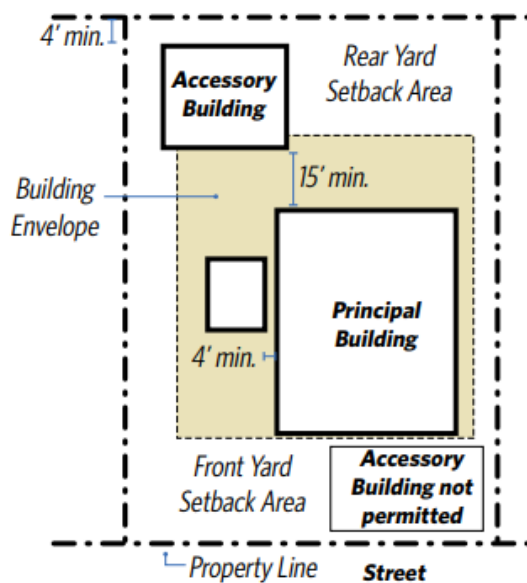 4' min.
Rear Yard
Setback Area
Accessory
Building
15' min.
Building
Envelope
Principal
Building
4' min.
Front Yard
Setback Area
Accessory
Building not
permitted
Property Line
Street